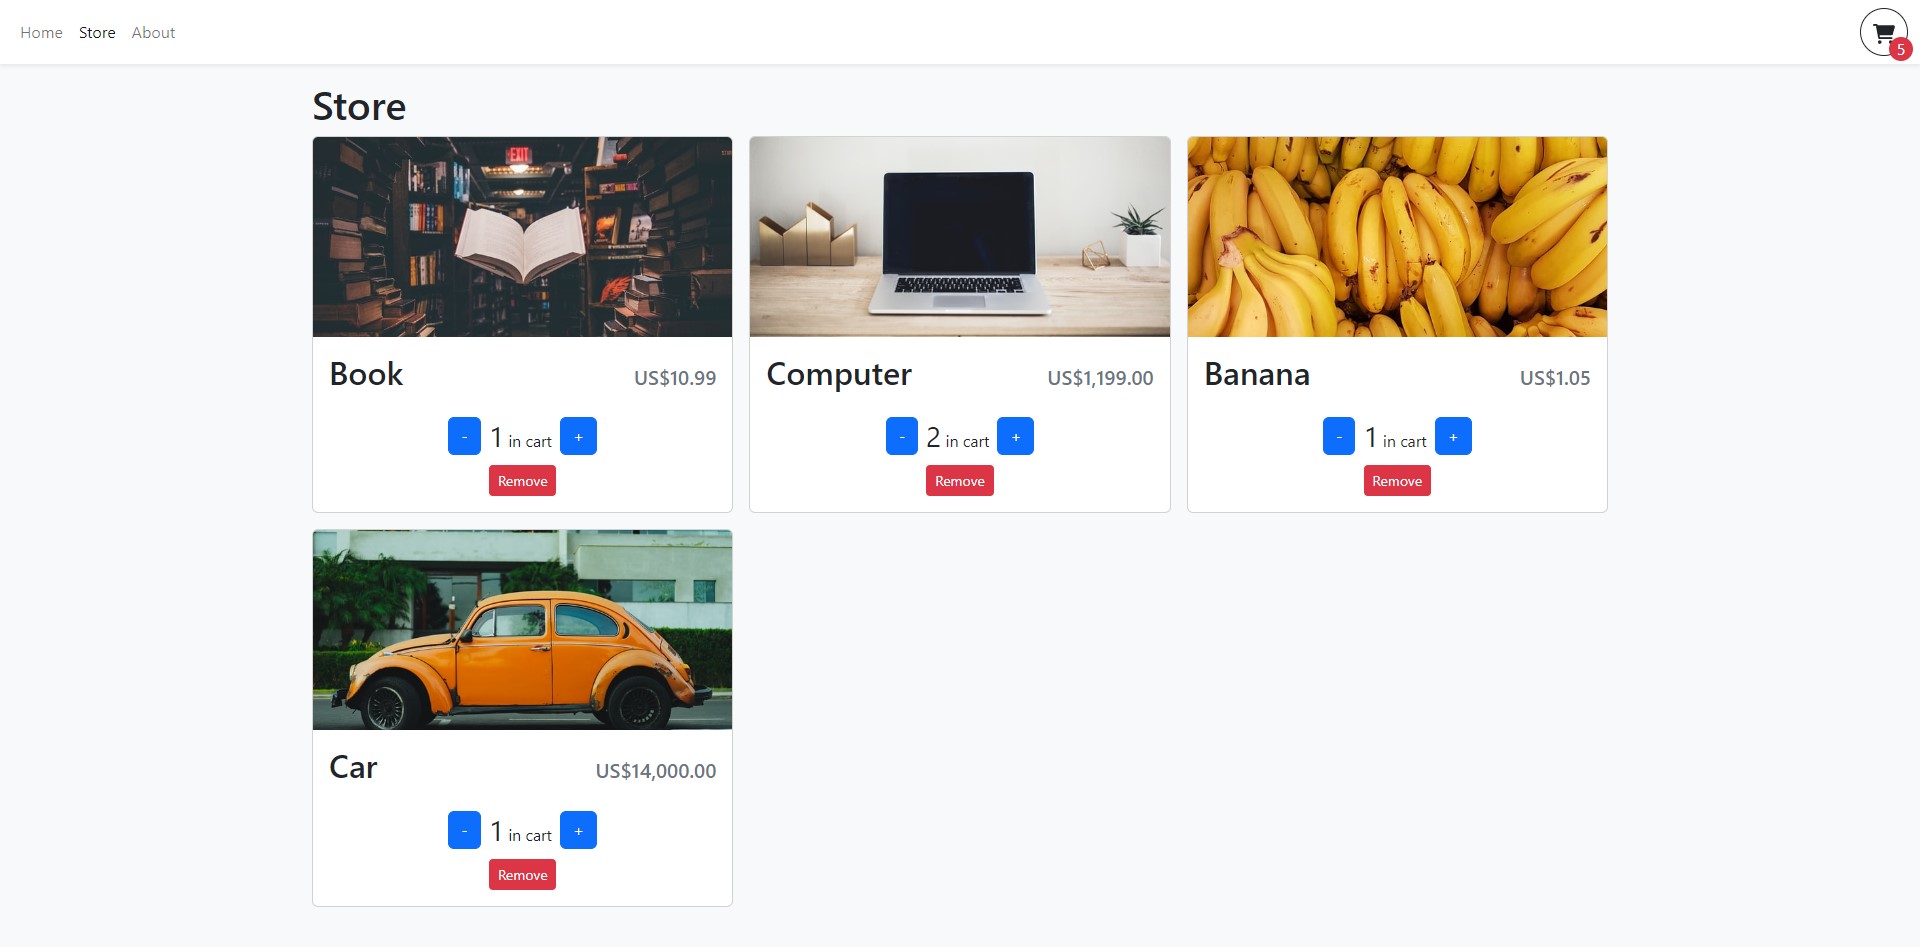 Home Store About
5
Store
EXIT
Book US$10.99
- 1 in cart +
Remove
Computer US$1,199.00
- 2 in cart +
Remove
Banana US$1.05
- 1 in cart +
Remove
Car US$14,000.00
- 1 in cart +
Remove